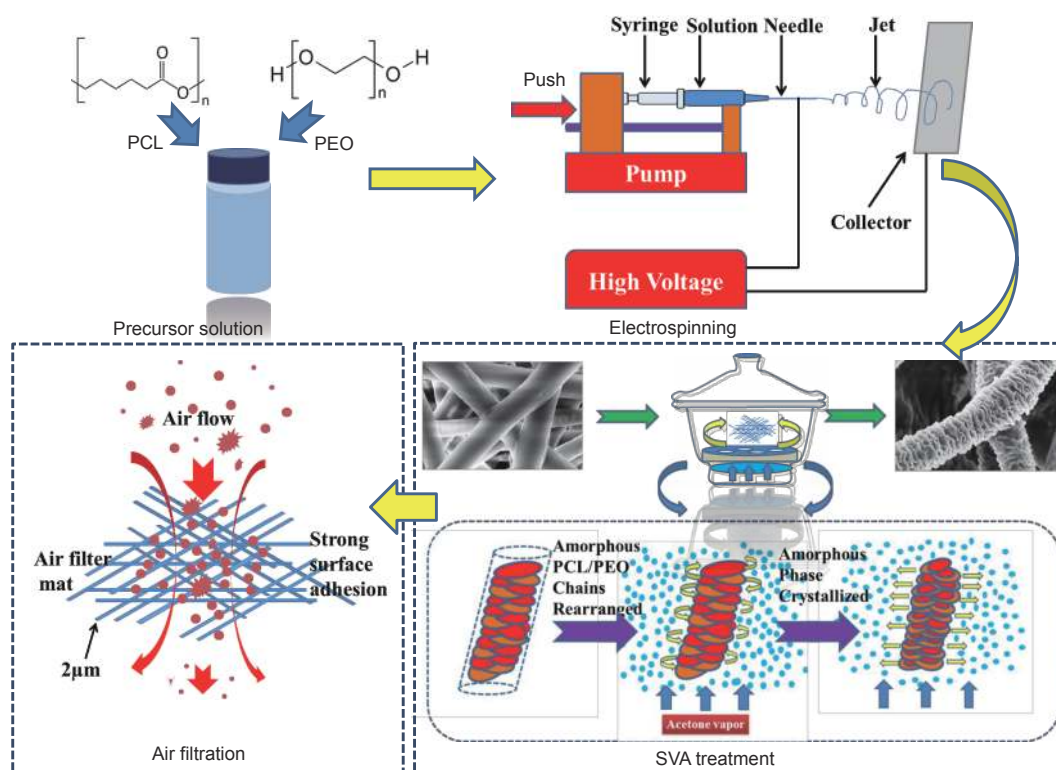 O
O
n
PCL
H
O
O
H
n
PEO
Precursor solution
Syringe Solution Needle
Jet
Push
Pump
Collector
High Voltage
Electrospinning
Air flow
Air filter
mat
Strong
surface
adhesion
2µm
Air filtration
Amorphous
PCL/PEO
Chains
Rearranged
Amorphous
Phase
Crystallized
Acetone vapor
SVA treatment